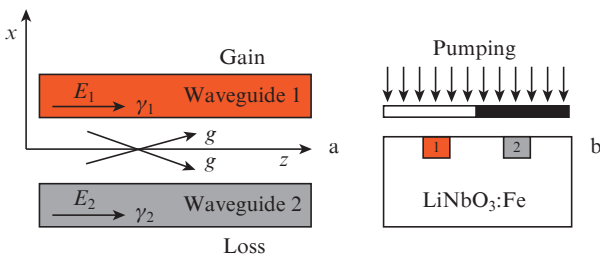 x
Gain
E₁
γ₁
Waveguide 1
g
g
z
a
E₂
γ₂
Waveguide 2
Loss
Pumping
1
2
b
LiNbO₃:Fe